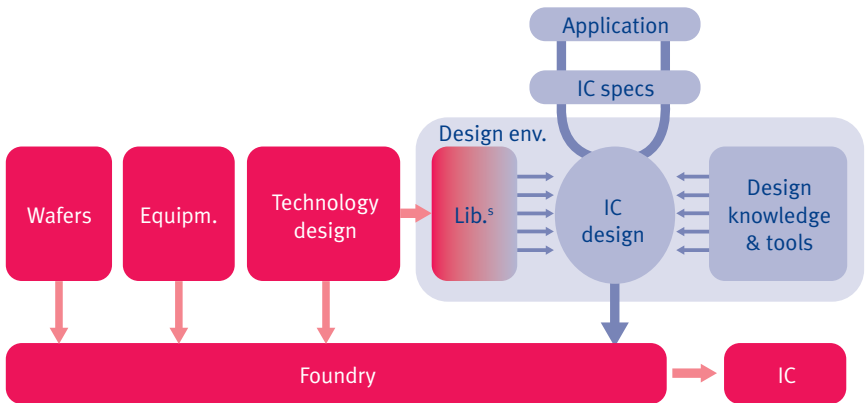 Application
IC specs
Design env.
Wafers
Equipm.
Technology
design
Lib.s
IC
design
Design
knowledge
& tools
Foundry
IC